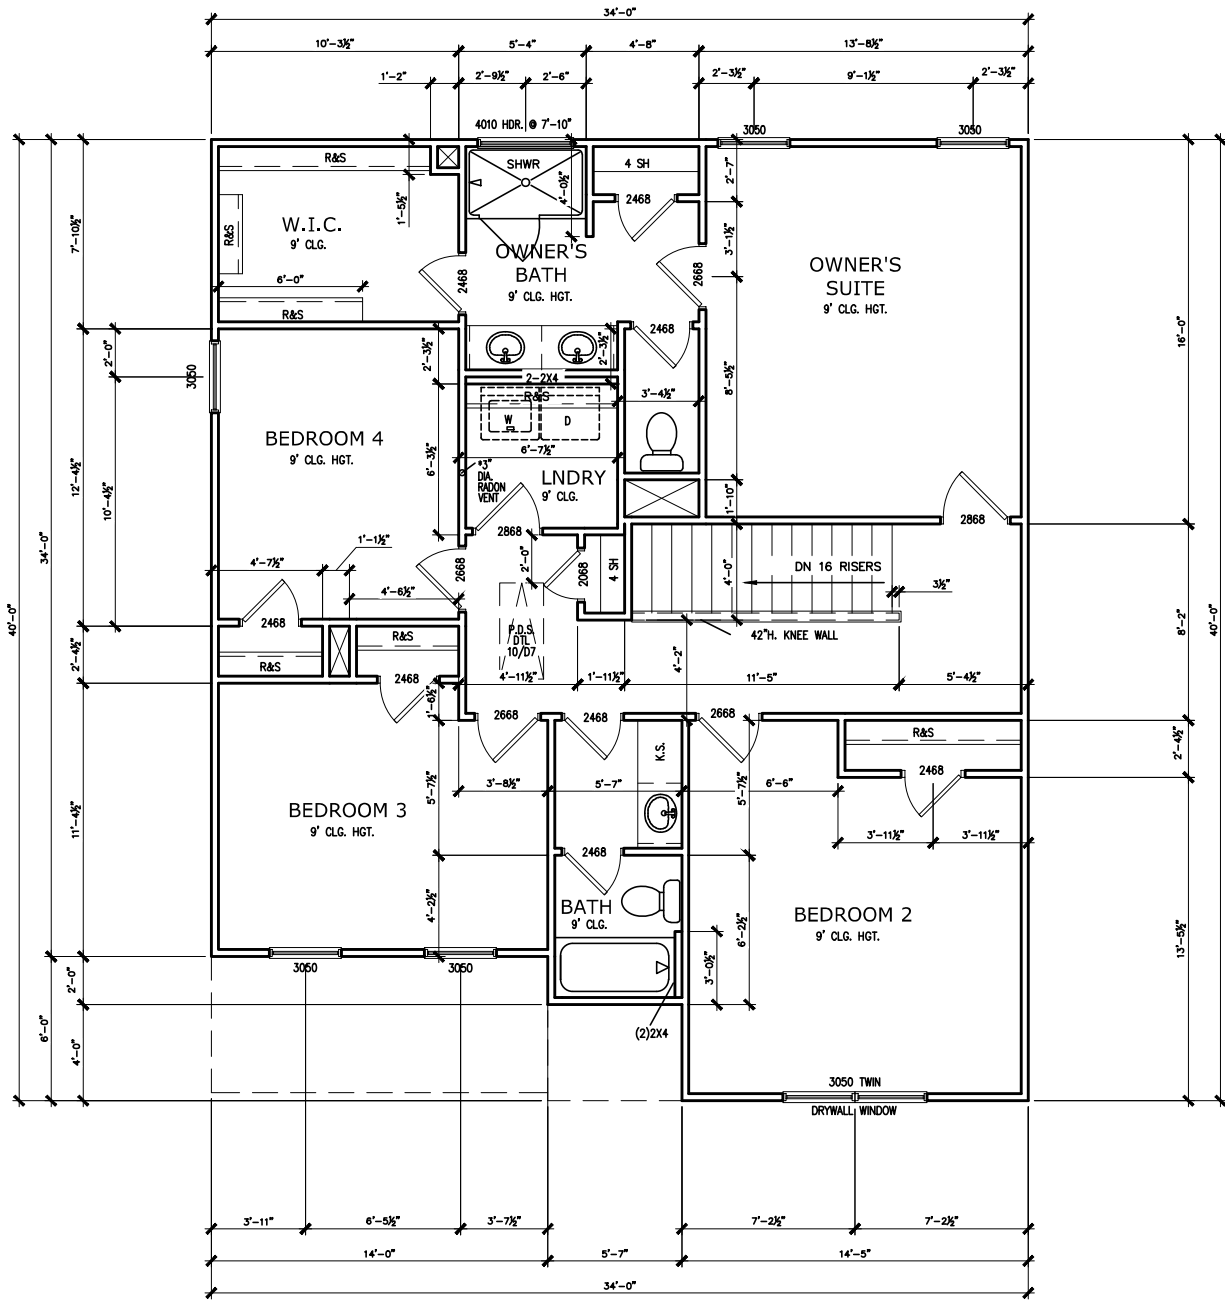 34'-0"
10'-3½"
5'-4"
4'-8"
13'-8½"
1'-2"
2'-9½"
2'-6"
2'-3½"
9'-1½"
2'-3½"
4010 HDR. @ 7'-10"
3050
3050
R&S
SHWR
4 SH
2'-7"
4'-0½"
2468
1'-5½"
7'-10½"
W.I.C.
9' CLG.
R&S
3'-1½"
OWNER'S
BATH
9' CLG. HGT.
OWNER'S
SUITE
9' CLG. HGT.
2468
2668
6'-0"
R&S
2468
16'-0"
2'-0"
2'-3½"
2'-3½"
3050
2-2X4
R&S
3'-4½"
8'-5½"
W
D
BEDROOM 4
9' CLG. HGT.
6'-7½"
6'-3½"
*3"
DIA.
RADON
VENT
LNDRY
9' CLG.
12'-4½"
10'-4½"
1'-10"
2868
2868
34'-0"
1'-1½"
4'-7½"
4'-6½"
2668
2'-0"
2068
4 SH
4'-0"
DN 16 RISERS
3½"
40'-0"
40'-0"
2468
R&S
R&S
P.D.S.
DTL
10/D7
42"H. KNEE WALL
8'-2"
2'-4½"
4'-2"
2468
4'-11½"
1'-11½"
11'-5"
5'-4½"
1'-6½"
2668
2468
2668
R&S
K.S.
2468
2'-4½"
3'-8½"
5'-7"
6'-6"
5'-7½"
5'-7½"
BEDROOM 3
9' CLG. HGT.
11'-4½"
3'-11½"
3'-11½"
2468
4'-2½"
BATH
9' CLG.
BEDROOM 2
9' CLG. HGT.
6'-2½"
3'-0½"
13'-5½"
3050
3050
2'-0"
6'-0"
4'-0"
(2)2X4
3050 TWIN
DRYWALL WINDOW
3'-11"
6'-5½"
3'-7½"
7'-2½"
7'-2½"
14'-0"
5'-7"
14'-5"
34'-0"